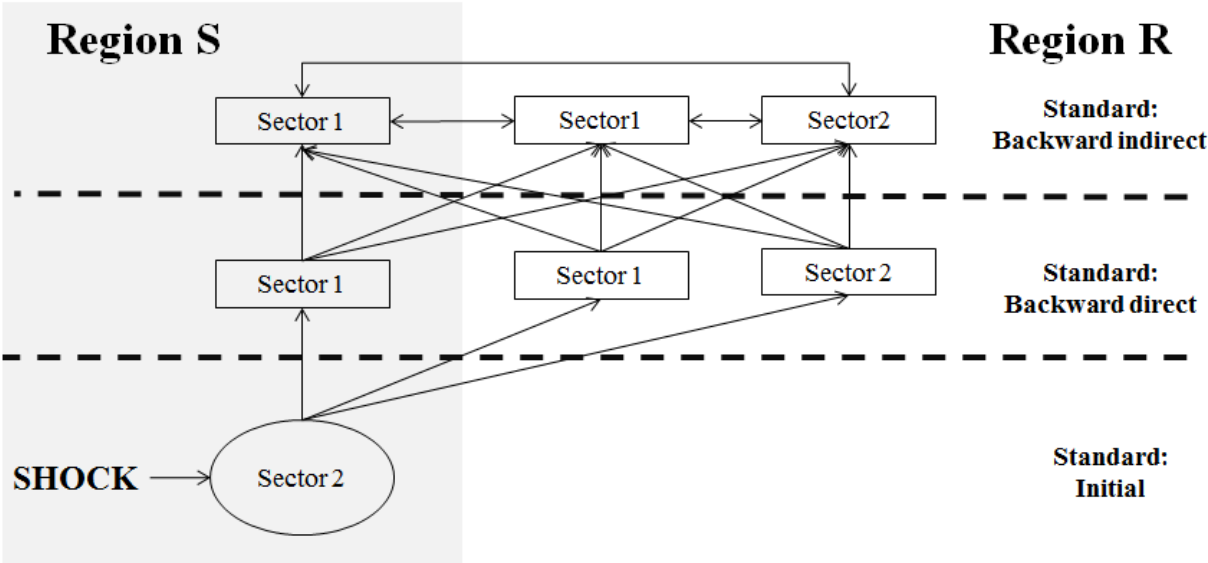 Region S
Region R
Sector 1
Sector1
Sector2
Standard:
Backward indirect
Sector 1
Sector 1
Sector 2
Standard:
Backward direct
SHOCK
Sector 2
Standard:
Initial